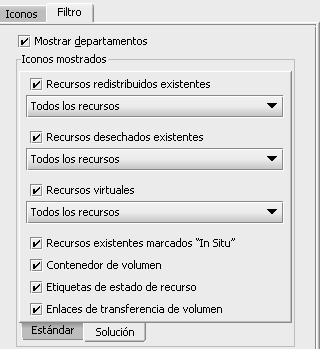 Iconos Filtro
Mostrar departamentos
Iconos mostrados
Recursos redistribuidos existentes
Todos los recursos
Recursos desechados existentes
Todos los recursos
Recursos virtuales
Todos los recursos
Recursos existentes marcados "In Situ"
Contenedor de volumen
Etiquetas de estado de recurso
Enlaces de transferencia de volumen
Estándar Solución